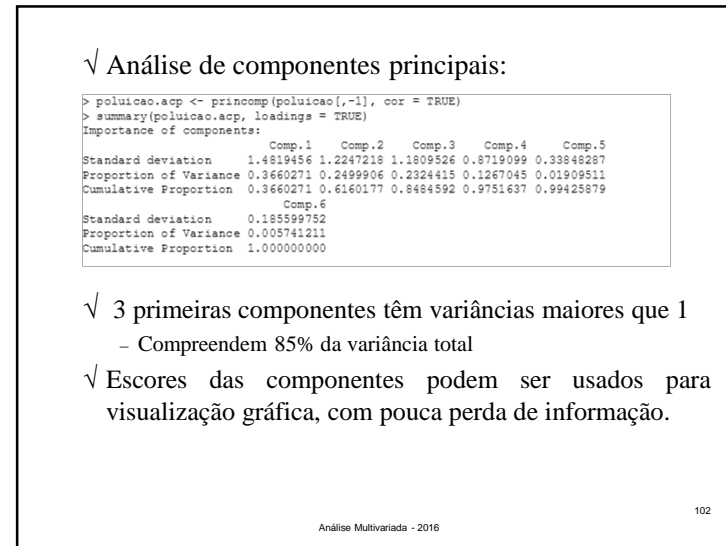 √ Análise de componentes principais:
> poluicao.acp <- princomp(poluicao[,-1], cor = TRUE)
> summary(poluicao.acp, loadings = TRUE)
Importance of components:
Comp.1 Comp.2 Comp.3 Comp.4 Comp.5
Standard deviation 1.4819456 1.2247218 1.1809526 0.8719099 0.33848287
Proportion of Variance 0.3660271 0.2499906 0.2324415 0.1267045 0.01909511
Cumulative Proportion 0.3660271 0.6160177 0.8484592 0.9751637 0.99425879
Comp.6
Standard deviation 0.185599752
Proportion of Variance 0.005741211
Cumulative Proportion 1.000000000
√ 3 primeiras componentes têm variâncias maiores que 1
– Compreendem 85% da variância total
√ Escores das componentes podem ser usados para
visualização gráfica, com pouca perda de informação.
102
Análise Multivariada - 2016